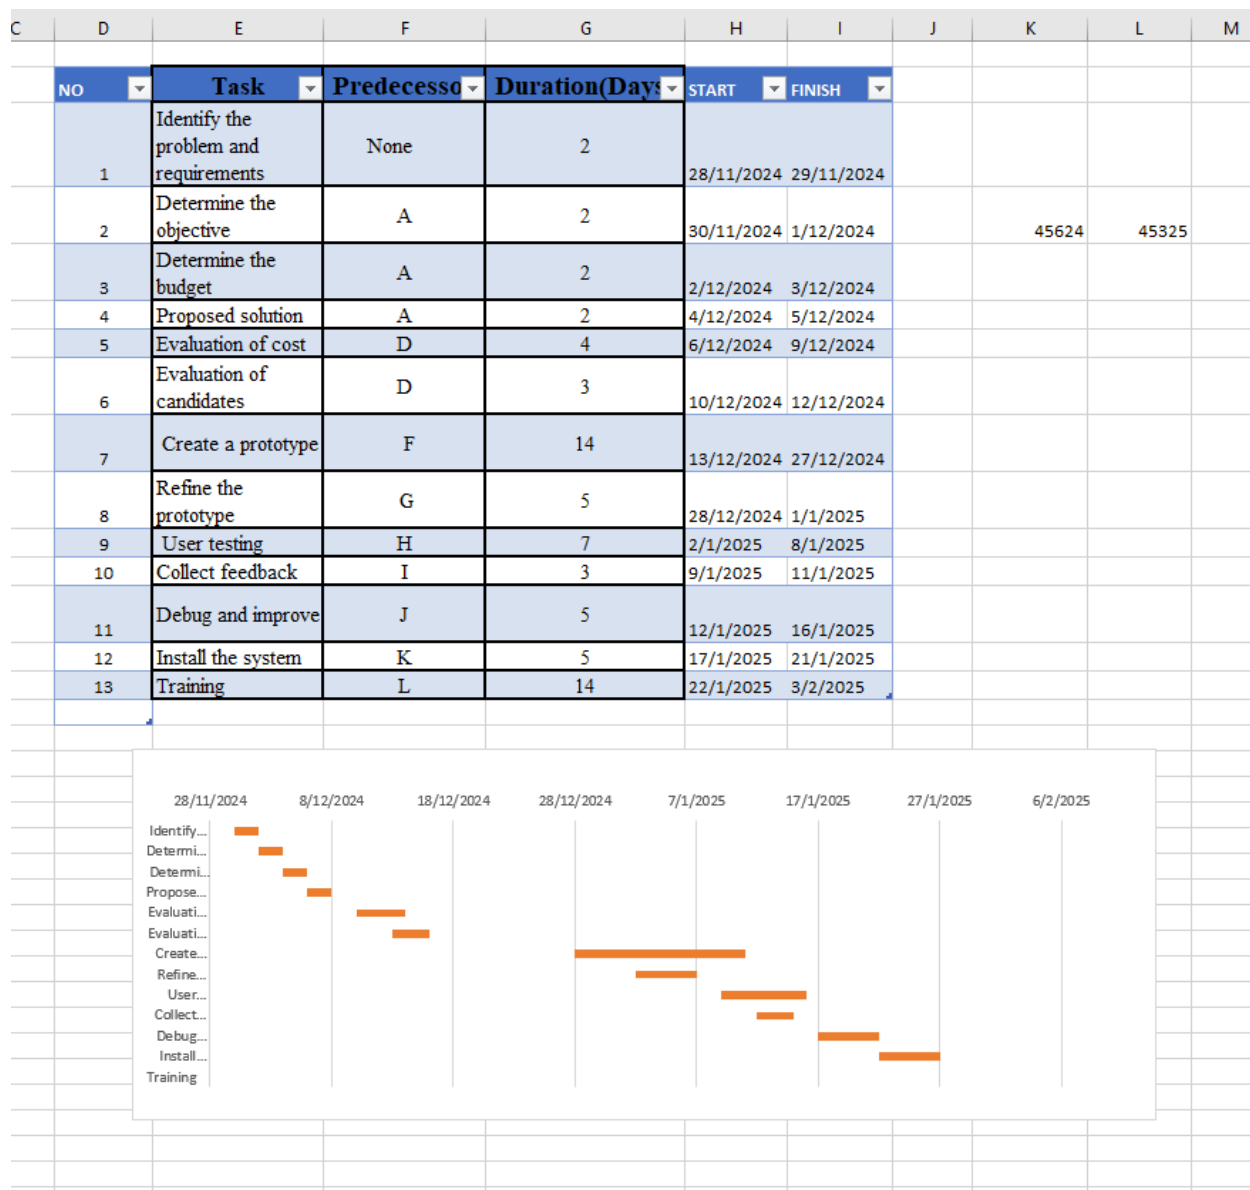 C D E F G H I J K L M
NO Task Predecesso Duration(Days START FINISH
Identify the
problem and
requirements
1 None 2 28/11/2024 29/11/2024
Determine the
objective
2 A 2 30/11/2024 1/12/2024 45624 45325
Determine the
budget
3 A 2 2/12/2024 3/12/2024
4 Proposed solution A 2 4/12/2024 5/12/2024
5 Evaluation of cost D 4 6/12/2024 9/12/2024
Evaluation of
candidates
6 D 3 10/12/2024 12/12/2024
7 Create a prototype F 14 13/12/2024 27/12/2024
Refine the
prototype
8 G 5 28/12/2024 1/1/2025
9 User testing H 7 2/1/2025 8/1/2025
10 Collect feedback I 3 9/1/2025 11/1/2025
11 Debug and improve J 5 12/1/2025 16/1/2025
12 Install the system K 5 17/1/2025 21/1/2025
13 Training L 14 22/1/2025 3/2/2025
28/11/2024 8/12/2024 18/12/2024 28/12/2024 7/1/2025 17/1/2025 27/1/2025 6/2/2025
Identify...
Determi...
Determi...
Propose...
Evaluati...
Evaluati...
Create...
Refine...
User...
Collect...
Debug...
Install...
Training